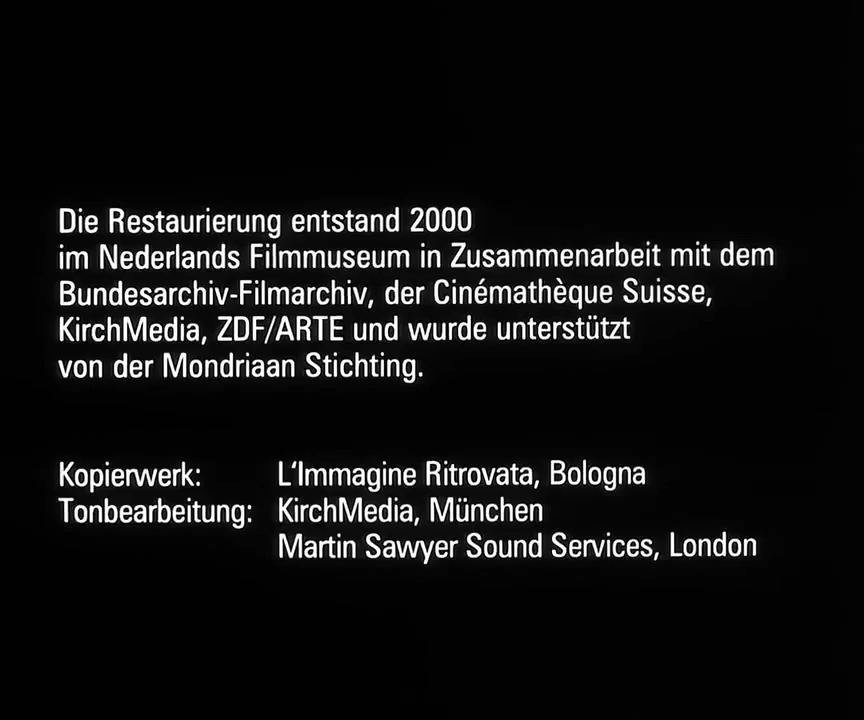 Die Restaurierung entstand 2000
im Nederlands Filmmuseum in Zusammenarbeit mit dem
Bundesarchiv-Filmarchiv, der Cinémathèque Suisse,
KirchMedia, ZDF/ARTE und wurde unterstützt
von der Mondriaan Stichting.
Kopierwerk: L'Immagine Ritrovata, Bologna
Tonbearbeitung: KirchMedia, München
Martin Sawyer Sound Services, London